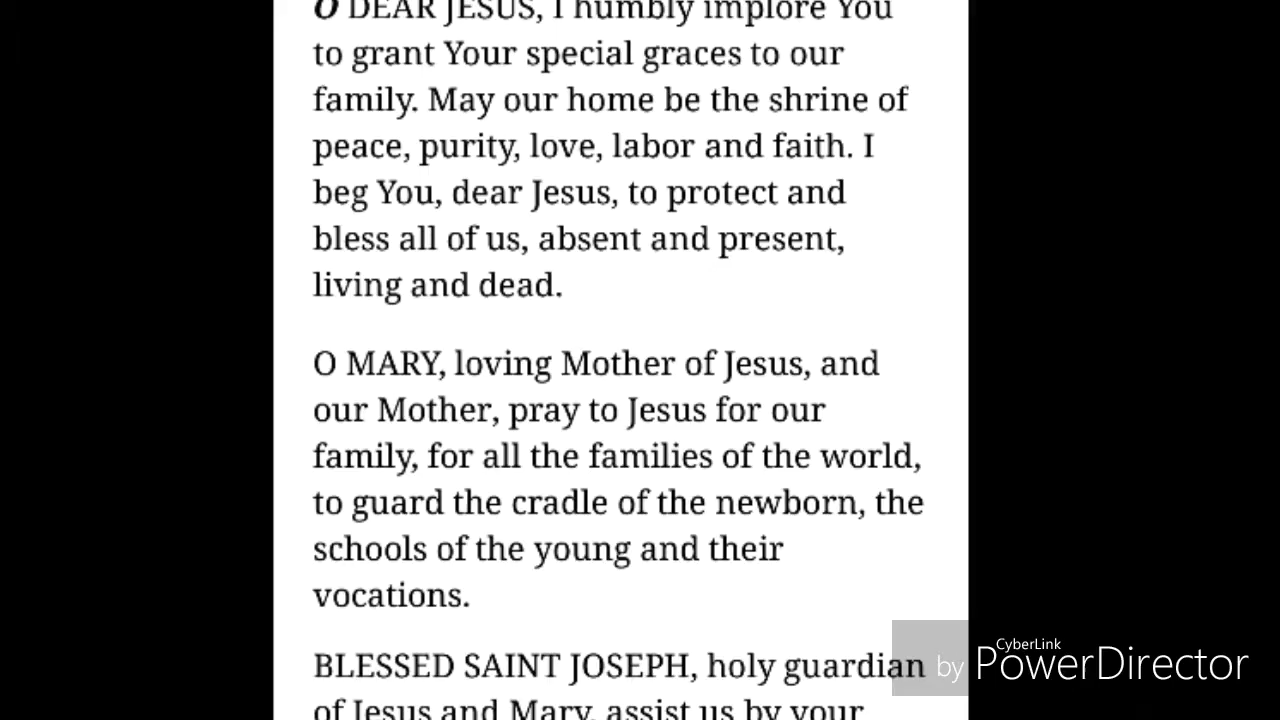 O DEAR JESUS, I humbly implore You
to grant Your special graces to our
family. May our home be the shrine of
peace, purity, love, labor and faith. I
beg You, dear Jesus, to protect and
bless all of us, absent and present,
living and dead.
O MARY, loving Mother of Jesus, and
our Mother, pray to Jesus for our
family, for all the families of the world,
to guard the cradle of the newborn, the
schools of the young and their
vocations.
BLESSED SAINT JOSEPH, holy guardian
of Jesus and Mary, assist us by your
by CyberLink PowerDirector